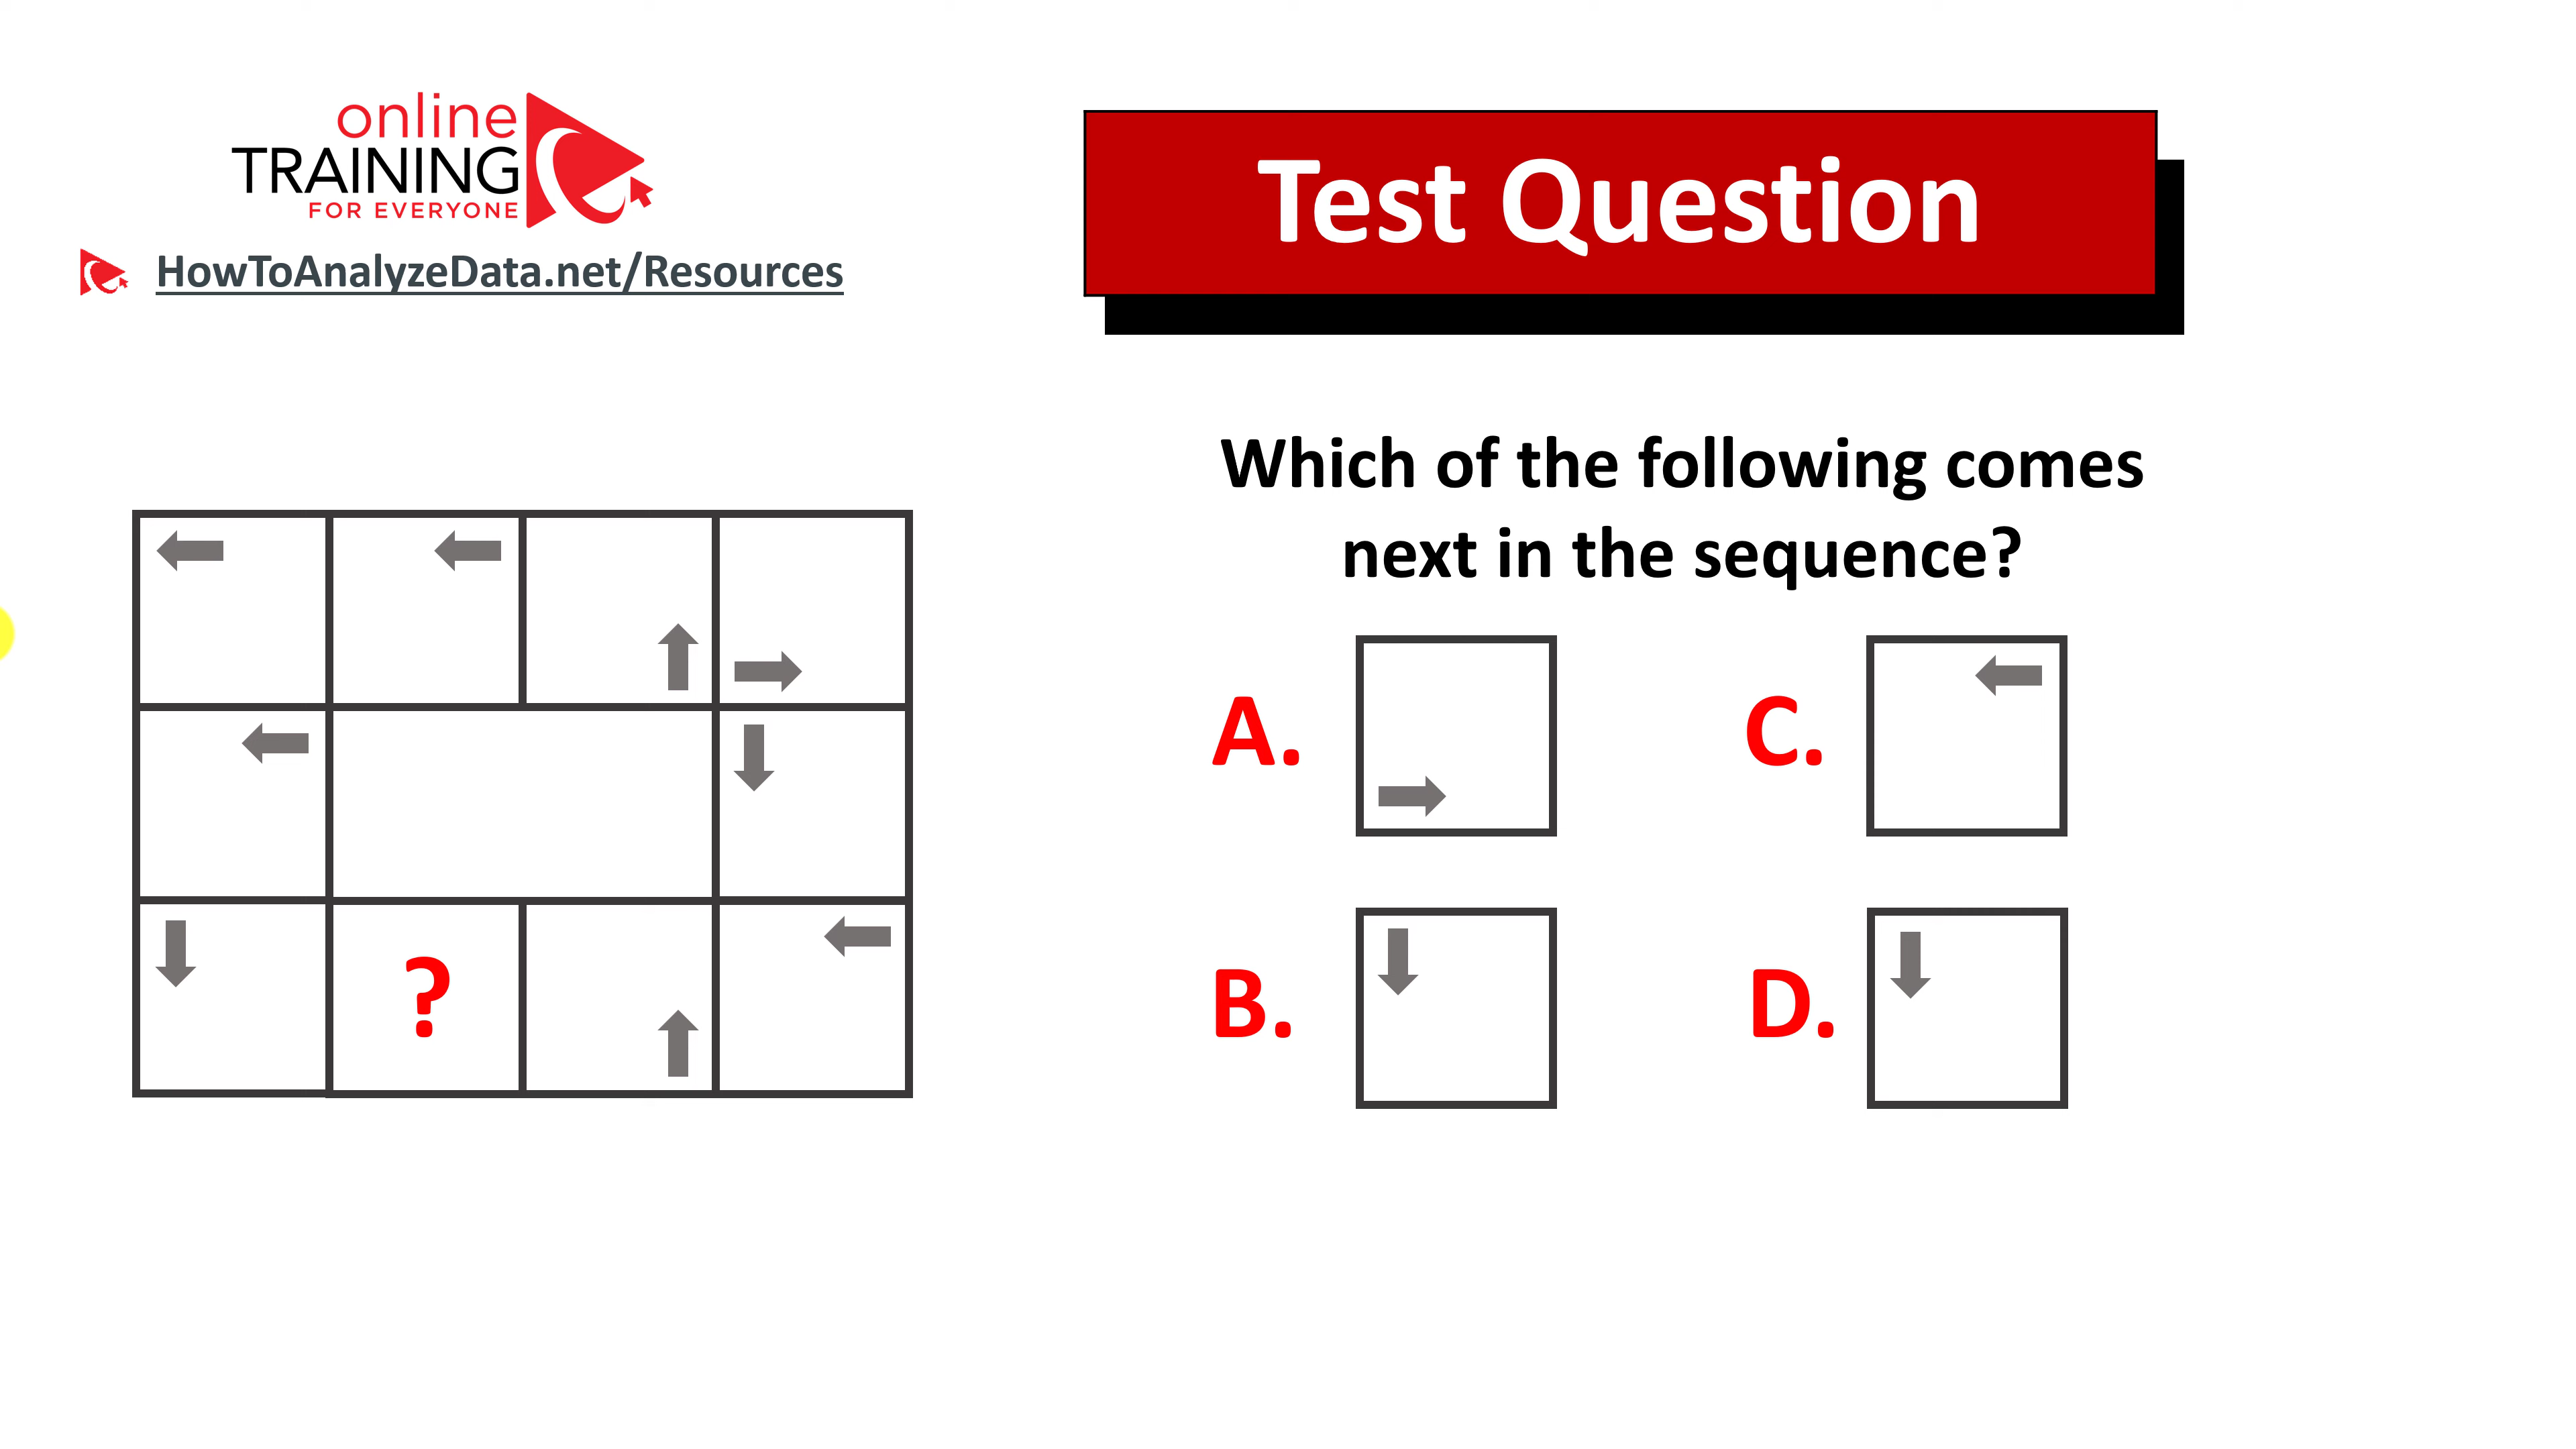 online
TRAINING
FOR EVERYONE
HowToAnalyzeData.net/Resources
Test Question
Which of the following comes
next in the sequence?
A.
C.
B.
D.
?